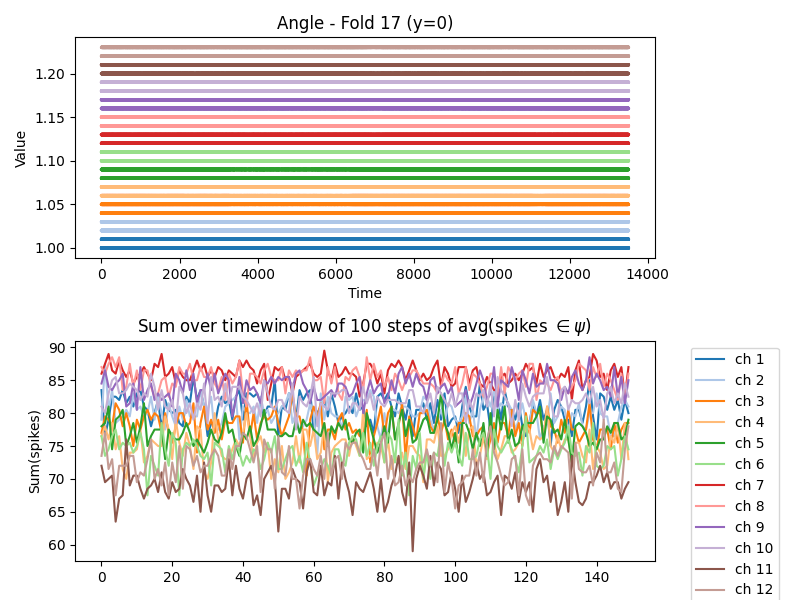 Angle - Fold 17 (y=0)
Value
1.20
1.15
1.10
1.05
1.00
0 2000 4000 6000 8000 10000 12000 14000
Time
Sum over timewindow of 100 steps of avg(spikes ∈ψ)
Sum(spikes)
90
85
80
75
70
65
60
0 20 40 60 80 100 120 140
ch 1
ch 2
ch 3
ch 4
ch 5
ch 6
ch 7
ch 8
ch 9
ch 10
ch 11
ch 12